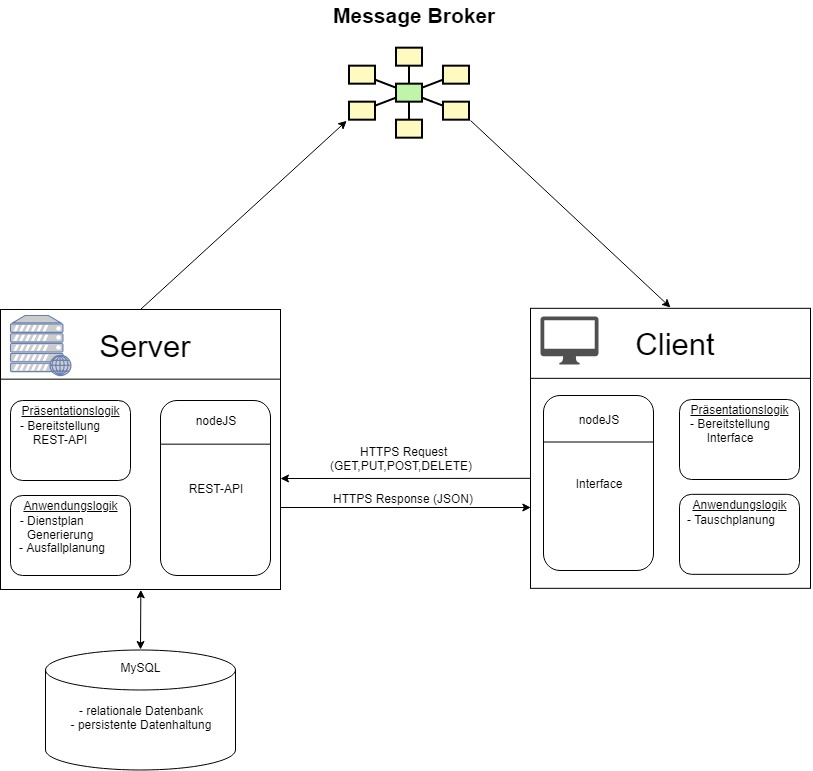 Message Broker
Server
Präsentationslogik
- Bereitstellung
REST-API
Anwendungslogik
- Dienstplan
Generierung
- Ausfallplanung
nodeJS
REST-API
HTTPS Request
(GET,PUT,POST,DELETE)
HTTPS Response (JSON)
Client
nodeJS
Interface
Präsentationslogik
- Bereitstellung
Interface
Anwendungslogik
- Tauschplanung
MySQL
- relationale Datenbank
- persistente Datenhaltung